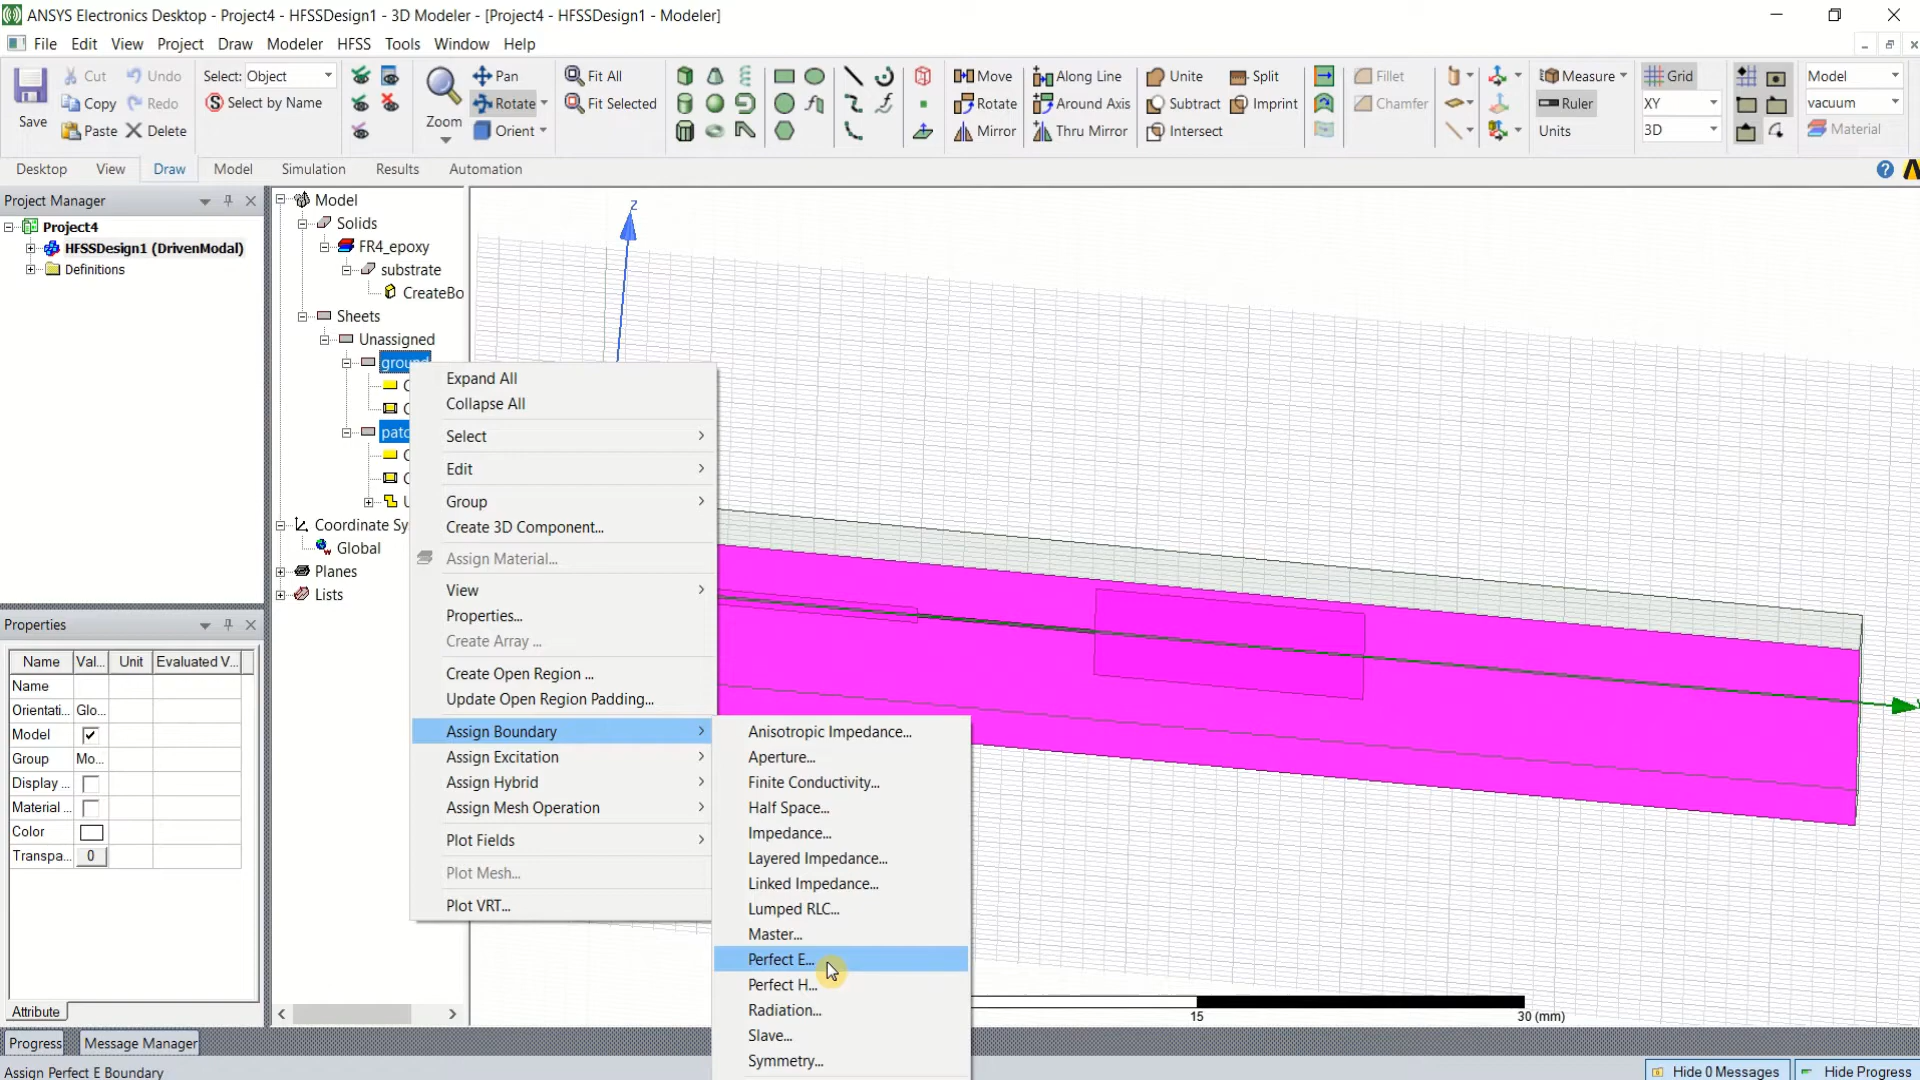 ANSYS Electronics Desktop - Project4 - HFSSDesign1 - 3D Modeler - [Project4 - HFSSDesign1 - Modeler]
File Edit View Project Draw Modeler HFSS Tools Window Help
Save
Cut
Copy
Paste
Undo
Redo
Delete
Select: Object
Select by Name
Zoom
Pan
Rotate
Orient
Fit All
Fit Selected
Move
Rotate
Mirror
Along Line
Around Axis
Thru Mirror
Unite
Subtract
Intersect
Split
Imprint
Fillet
Chamfer
Measure
Ruler
Units
Grid
XY
3D
Model
vacuum
Material
Desktop View Draw Model Simulation Results Automation
Project Manager
Project4
HFSSDesign1 (DrivenModal)
Definitions
Model
Solids
FR4_epoxy
substrate
CreateBo
Sheets
Unassigned
ground
C
C
patc
C
C
U
Coordinate Sy
Global
Planes
Lists
Properties
Name Val... Unit Evaluated V...
Name
Orientati... Glo...
Model
Group Mo...
Display ...
Material ...
Color
Transpa... 0
Attribute
Expand All
Collapse All
Select
Edit
Group
Create 3D Component...
Assign Material...
View
Properties...
Create Array ...
Create Open Region ...
Update Open Region Padding...
Assign Boundary
Assign Excitation
Assign Hybrid
Assign Mesh Operation
Plot Fields
Plot Mesh...
Plot VRT...
Anisotropic Impedance...
Aperture...
Finite Conductivity...
Half Space...
Impedance...
Layered Impedance...
Linked Impedance...
Lumped RLC...
Master...
Perfect E...
Perfect H...
Radiation...
Slave...
Symmetry...
Z
15
30 (mm)
Progress
Message Manager
Assign Perfect E Boundary
Hide 0 Messages
Hide Progress